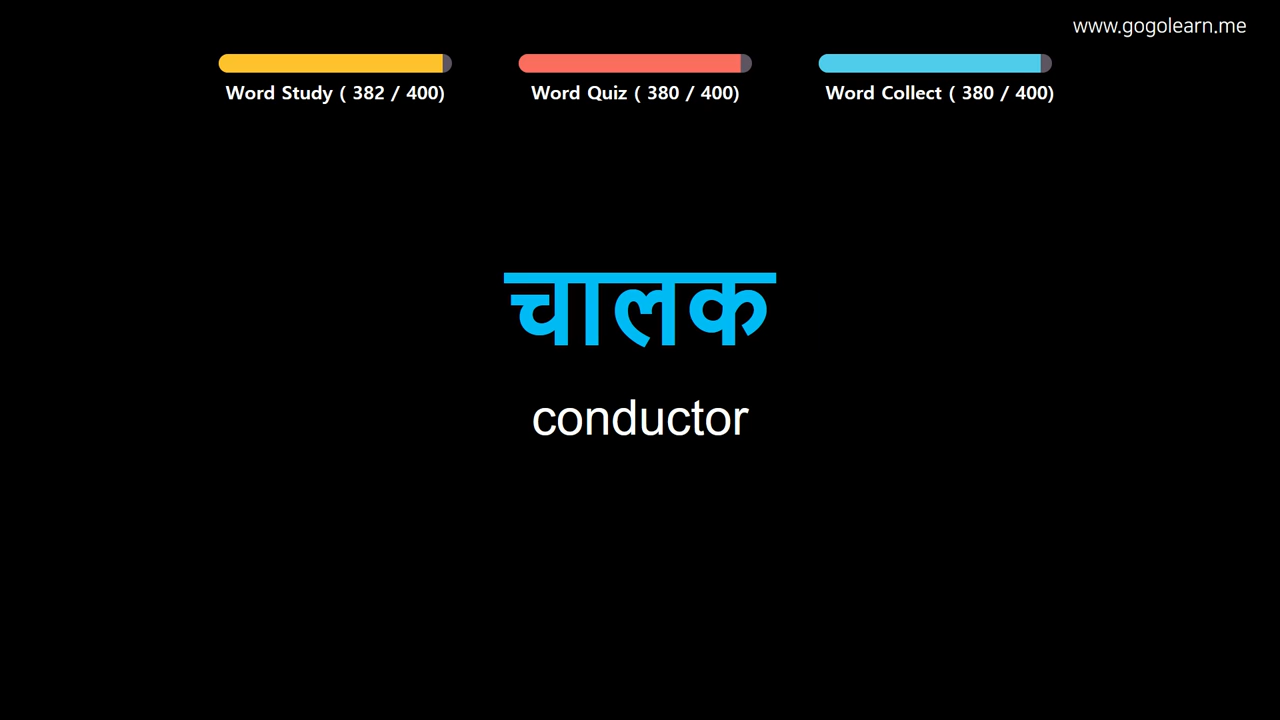 www.gogolearn.me
Word Study ( 382 / 400)
Word Quiz ( 380 / 400)
Word Collect ( 380 / 400)
चालक
conductor